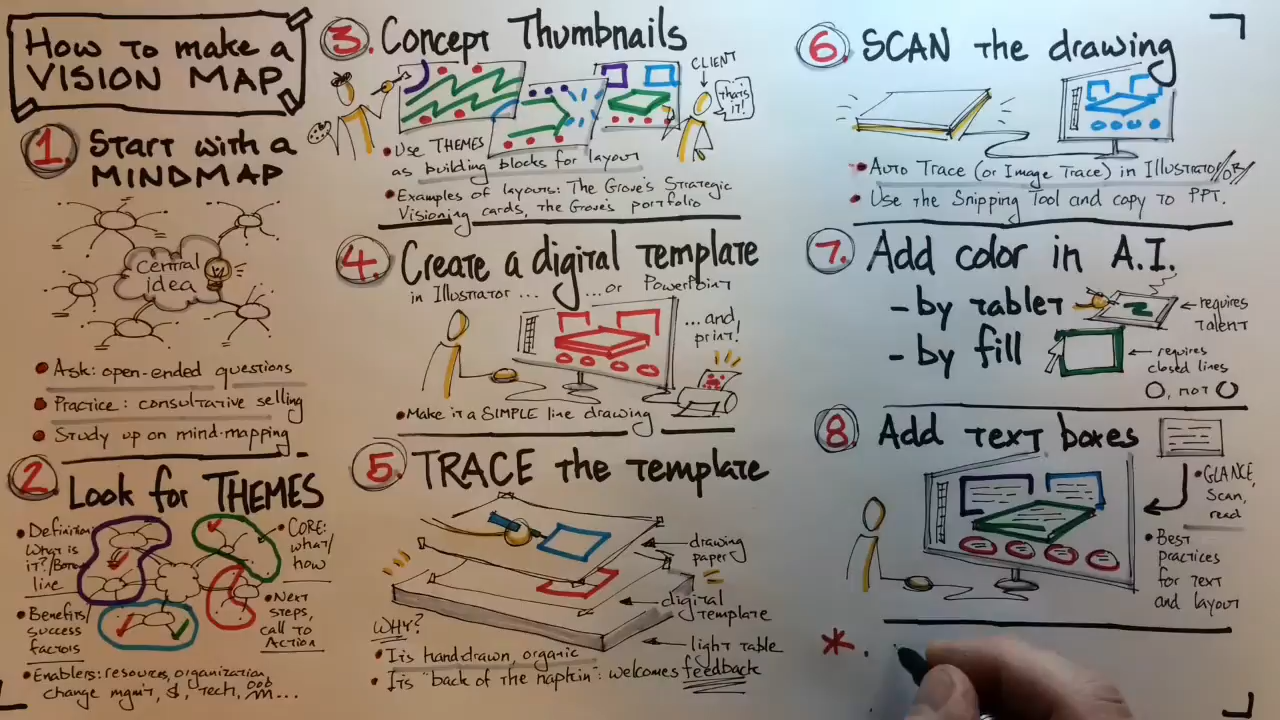 How to make a
VISION MAP
1. Start with a
MINDMAP
central
idea
Ask: open-ended questions
Practice: consultative selling
Study up on mind-mapping
2. Look for THEMES
Definition
What is
it?/
line
CORE:
what/
how
Benefits/
success
factors
Next
steps,
call to
Action
Enablers: resources, organization,
change mgmt, $, Tech, ...
3. Concept Thumbnails
CLIENT
that's
it!
Use THEMES
as building blocks for layout
Examples of layouts: The Grove's Strategic
Visioning cards, the Grove's portfolio
4. Create a digital template
in Illustrator... ...or PowerPoint
...and
print!
Make it a SIMPLE line drawing
5. TRACE the template
drawing
paper
digital
template
light table
WHY?
It's handdrawn, organic
It's "back of the napkin": welcomes feedback
6 SCAN the drawing
Auto Trace (or Image Trace) in Illustrator /OR/
Use the Snipping Tool and copy to PPT.
7. Add color in A.I.
- by tablet
requires
talent
- by fill
requires
closed lines
O, not O
8 Add text boxes
GLANCE,
scan,
read
Best
practices
for text
and layout
*.